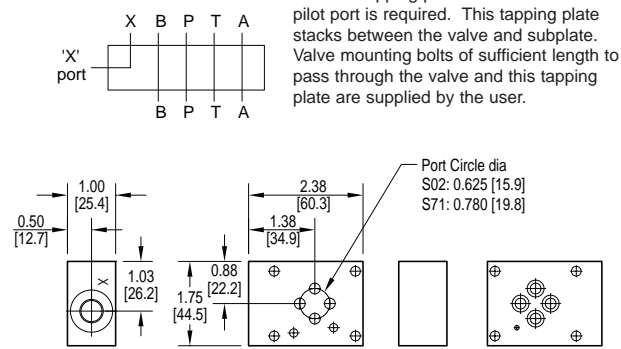 pilot port is required. This tapping plate
stacks between the valve and subplate.
Valve mounting bolts of sufficient length to
pass through the valve and this tapping
plate are supplied by the user.
X B P T A
'X'
port
B P T A
Port Circle dia
S02: 0.625 [15.9]
S71: 0.780 [19.8]
1.00
[25.4]
0.50
[12.7]
X
1.03
[26.2]
2.38
[60.3]
1.38
[34.9]
0.88
[22.2]
1.75
[44.5]